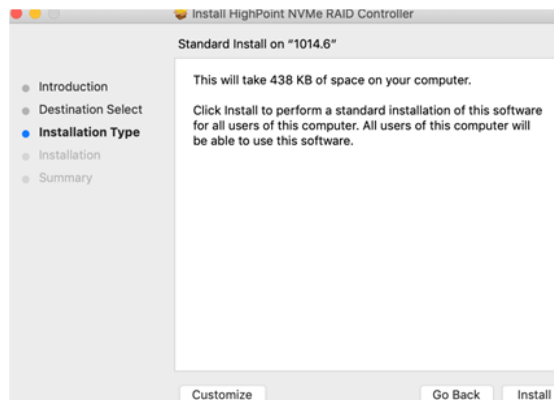 Install HighPoint NVMe RAID Controller
Standard Install on “1014.6”
Introduction
Destination Select
Installation Type
Installation
Summary
This will take 438 KB of space on your computer.
Click Install to perform a standard installation of this software
for all users of this computer. All users of this computer will
be able to use this software.
Customize
Go Back
Install